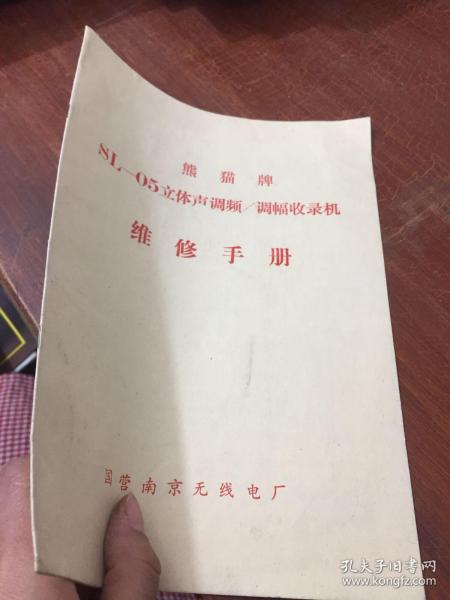 熊猫牌
SL—05立体声调频/调幅收录机
维修手册
国营南京无线电厂
孔夫子旧书网
www.kongfz.com